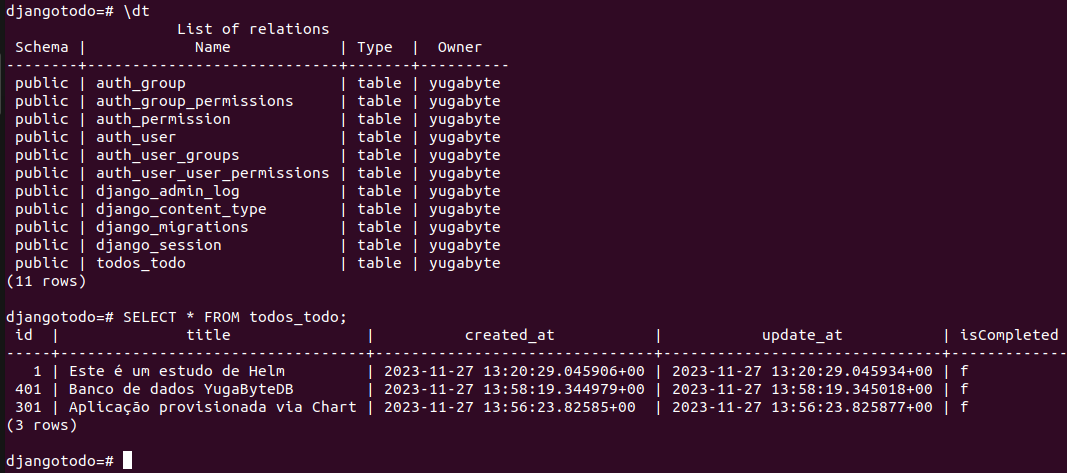 djangotodo=# \dt
                   List of relations
 Schema |            Name            | Type  |  Owner
--------+----------------------------+-------+----------
 public | auth_group                 | table | yugabyte
 public | auth_group_permissions     | table | yugabyte
 public | auth_permission            | table | yugabyte
 public | auth_user                  | table | yugabyte
 public | auth_user_groups           | table | yugabyte
 public | auth_user_user_permissions | table | yugabyte
 public | django_admin_log           | table | yugabyte
 public | django_content_type        | table | yugabyte
 public | django_migrations          | table | yugabyte
 public | django_session             | table | yugabyte
 public | todos_todo                 | table | yugabyte
(11 rows)
djangotodo=# SELECT * FROM todos_todo;
 id  |              title               |          created_at           |          update_at            | isCompleted
-----+----------------------------------+-------------------------------+-------------------------------+-------------
   1 | Este é um estudo de Helm         | 2023-11-27 13:20:29.045906+00 | 2023-11-27 13:20:29.045934+00 | f
 401 | Banco de dados YugaByteDB        | 2023-11-27 13:58:19.344979+00 | 2023-11-27 13:58:19.345018+00 | f
 301 | Aplicação provisionada via Chart | 2023-11-27 13:56:23.82585+00  | 2023-11-27 13:56:23.825877+00 | f
(3 rows)
djangotodo=#